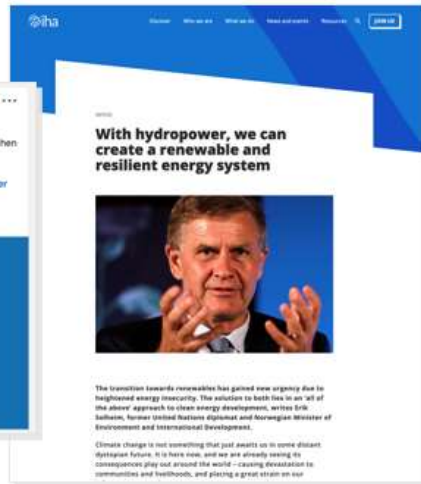 iha
Discover Who we are What we do News and events Resources JOIN US
hen
er
With hydropower, we can
create a renewable and
resilient energy system
The transition towards renewables has gained new urgency due to
heightened energy insecurity. The solution to both lies in an 'all of
the above' approach to clean energy development, writes Erik
Solheim, former United Nations diplomat and Norwegian Minister of
Environment and International Development.
Climate change is not something that just awaits us in some distant
dystopian future. It is here now, and we are already seeing its
consequences play out around the world – causing devastation to
communities and livelihoods, and placing a great strain on our